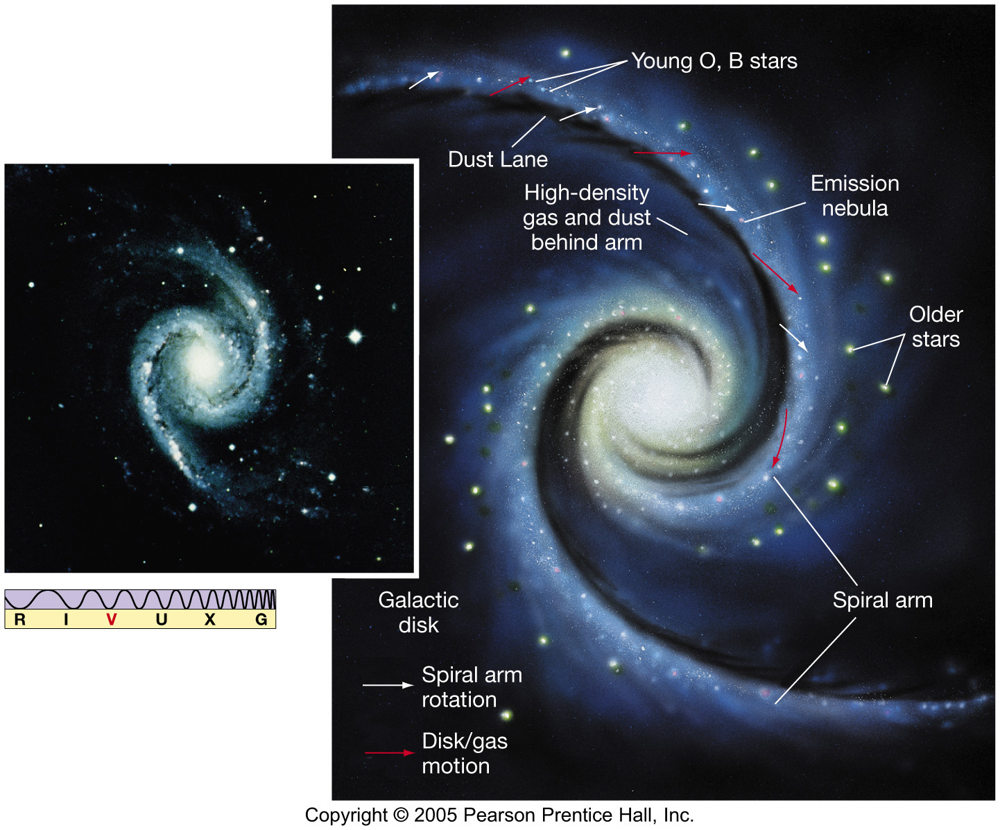 Young O, B stars
Dust Lane
High-density
gas and dust
behind arm
Emission
nebula
Older
stars
Spiral arm
Galactic
disk
Spiral arm
rotation
Disk/gas
motion
R I V U X G
Copyright © 2005 Pearson Prentice Hall, Inc.